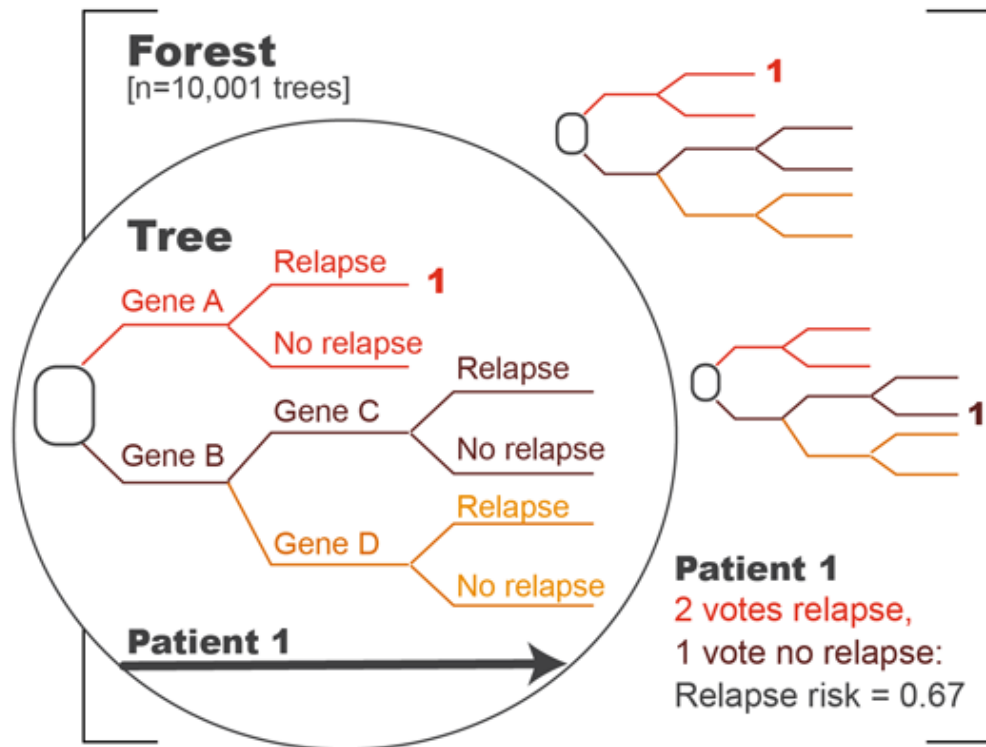 Forest
[n=10,001 trees]
1
Tree
Relapse
Gene A
1
No relapse
Relapse
Gene C
Gene B
No relapse
Relapse
Gene D
No relapse
1
Patient 1
Patient 1
2 votes relapse,
1 vote no relapse:
Relapse risk = 0.67